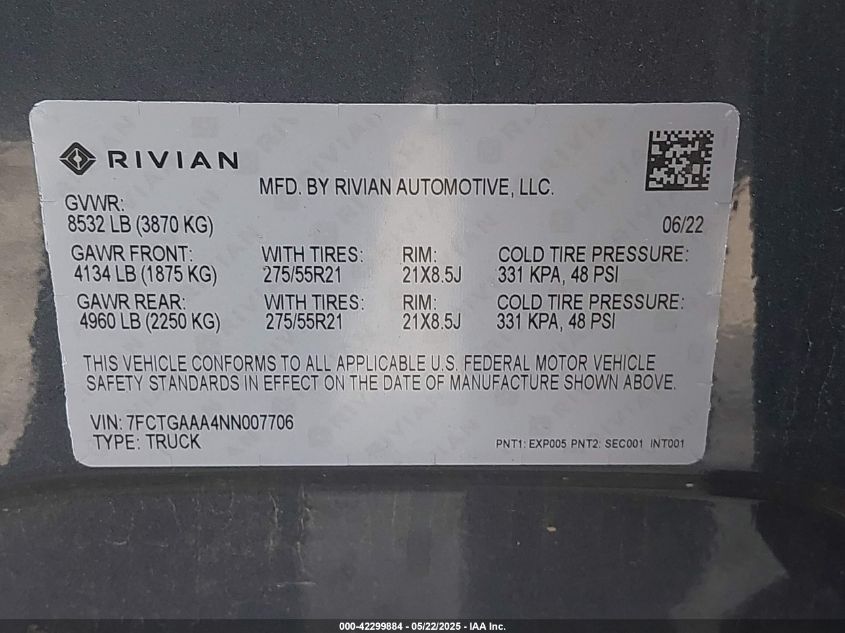 RIVIAN
MFD. BY RIVIAN AUTOMOTIVE, LLC.
GVWR:
8532 LB (3870 KG)
06/22
GAWR FRONT: WITH TIRES: RIM: COLD TIRE PRESSURE:
4134 LB (1875 KG) 275/55R21 21X8.5J 331 KPA, 48 PSI
GAWR REAR: WITH TIRES: RIM: COLD TIRE PRESSURE:
4960 LB (2250 KG) 275/55R21 21X8.5J 331 KPA, 48 PSI
THIS VEHICLE CONFORMS TO ALL APPLICABLE U.S. FEDERAL MOTOR VEHICLE
SAFETY STANDARDS IN EFFECT ON THE DATE OF MANUFACTURE SHOWN ABOVE.
VIN: 7FCTGAAA4NN007706
TYPE: TRUCK
PNT1: EXP005 PNT2: SEC001 INT001
000-42299884 - 05/22/2025 - IAA Inc.